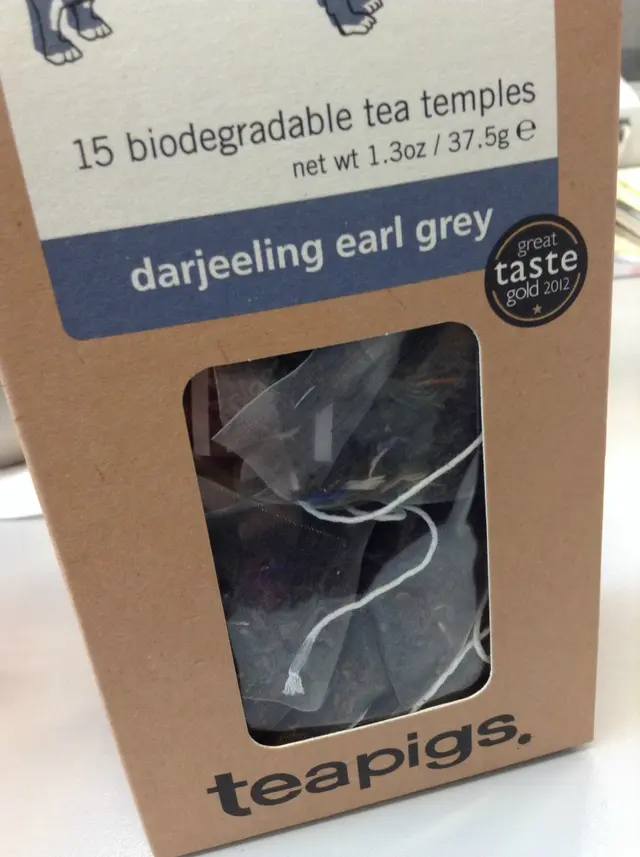 15 biodegradable tea temples
net wt 1.3oz / 37.5g ℮
darjeeling earl grey
great
taste
gold 2012
teapigs.